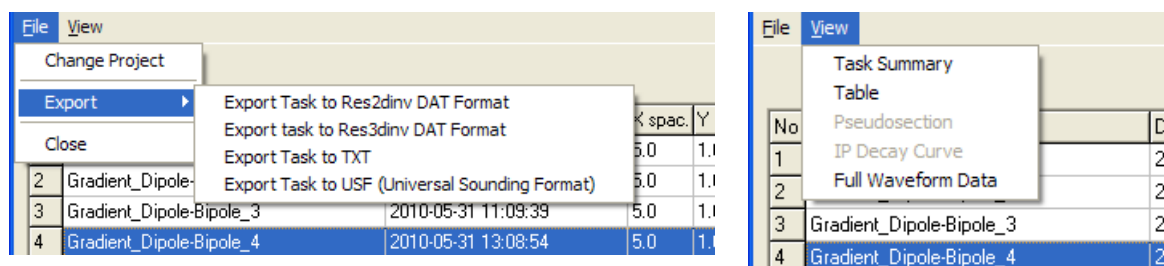 File View
Change Project
Export
Close
Export Task to Res2dinv DAT Format
Export task to Res3dinv DAT Format
Export Task to TXT
Export Task to USF (Universal Sounding Format)
X spac. Y
5.0
2 Gradient_Dipole- 5.0
3 Gradient_Dipole-Bipole_3 2010-05-31 11:09:39 5.0
4 Gradient_Dipole-Bipole_4 2010-05-31 13:08:54 5.0
File View
Task Summary
Table
Pseudosection
IP Decay Curve
Full Waveform Data
No
1
2
3 Gradient_Dipole-Bipole_3
4 Gradient_Dipole-Bipole_4